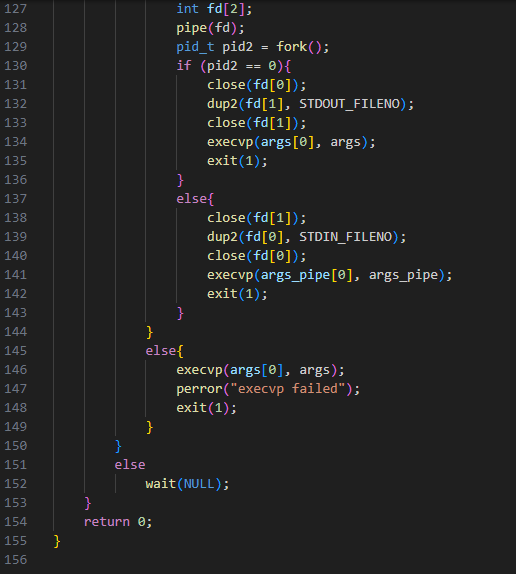 127 int fd[2];
128 pipe(fd);
129 pid_t pid2 = fork();
130 if (pid2 == 0){
131 close(fd[0]);
132 dup2(fd[1], STDOUT_FILENO);
133 close(fd[1]);
134 execvp(args[0], args);
135 exit(1);
136 }
137 else{
138 close(fd[1]);
139 dup2(fd[0], STDIN_FILENO);
140 close(fd[0]);
141 execvp(args_pipe[0], args_pipe);
142 exit(1);
143 }
144 }
145 else{
146 execvp(args[0], args);
147 perror("execvp failed");
148 exit(1);
149 }
150 }
151 else
152 wait(NULL);
153 }
154 return 0;
155 }
156